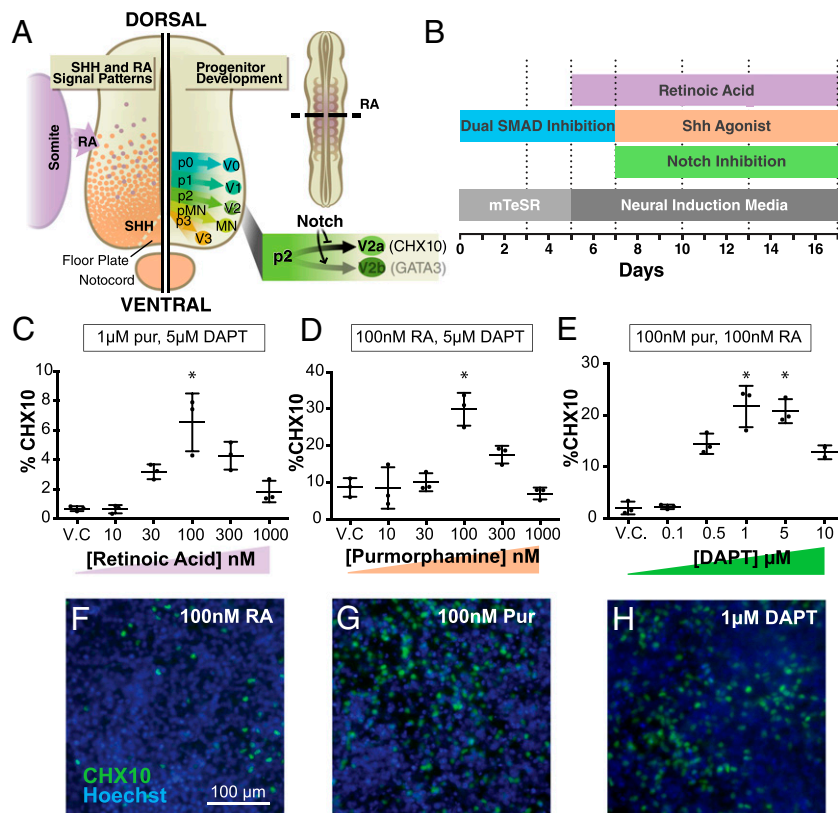 A
DORSAL
SHH and RA
Signal Patterns
Progenitor
Development
Somite
RA
RA
p0
V0
p1
V1
p2
V2
pMN
MN
p3
V3
SHH
Floor Plate
Notocord
VENTRAL
Notch
p2
V2a (CHX10)
V2b (GATA3)
B
Retinoic Acid
Dual SMAD Inhibition
Shh Agonist
Notch Inhibition
mTeSR
Neural Induction Media
0 3 6 10 13 16
Days
C
1µM pur, 5µM DAPT
% CHX10
10
8
6
4
2
0
*
V.C 10 30 100 300 1000
[Retinoic Acid] nM
D
100nM RA, 5µM DAPT
%CHX10
40
30
20
10
0
*
V.C 10 30 100 300 1000
[Purmorphamine] nM
E
100nM pur, 100nM RA
%CHX10
30
20
10
0
* *
V.C. 0.1 0.5 1 5 10
[DAPT] µM
F
100nM RA
CHX10
Hoechst
100 µm
G
100nM Pur
H
1µM DAPT